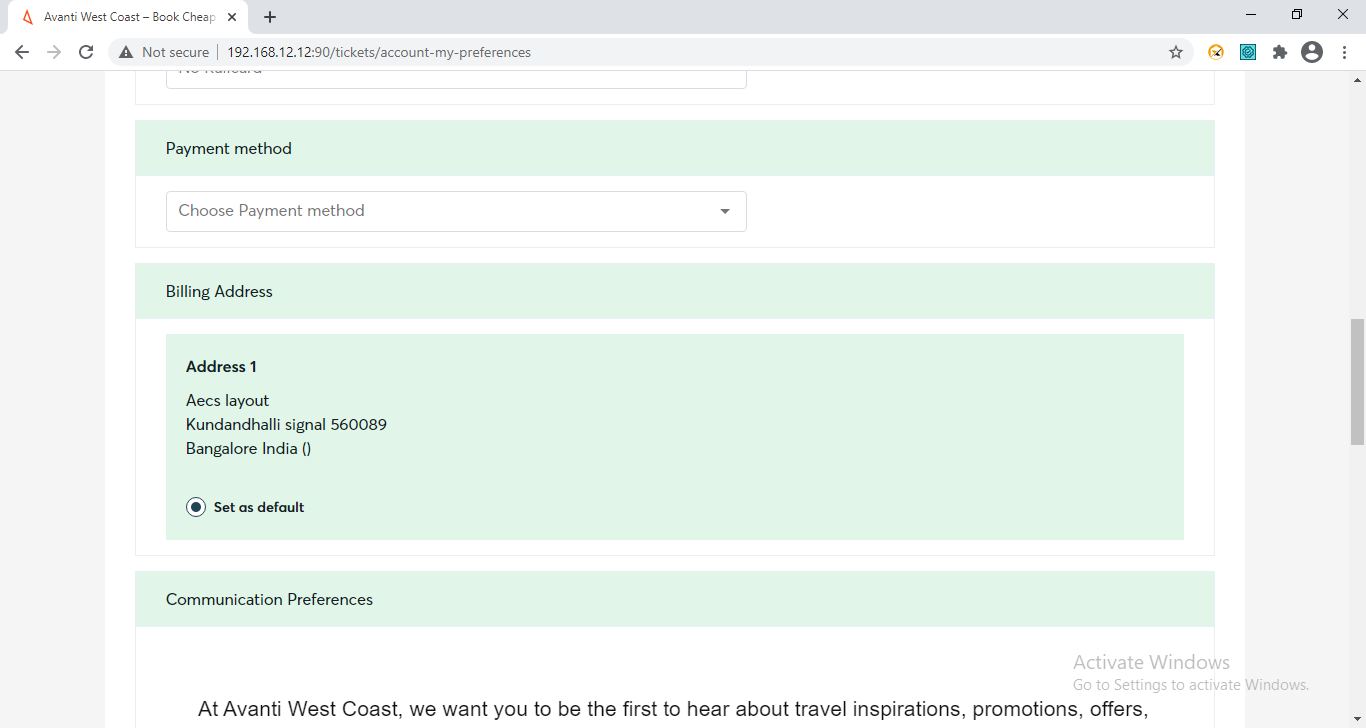 Avanti West Coast – Book Cheap
Not secure
192.168.12.12:90/tickets/account-my-preferences
Payment method
Choose Payment method
Billing Address
Address 1
Aecs layout
Kundandhalli signal 560089
Bangalore India ()
Set as default
Communication Preferences
Activate Windows
Go to Settings to activate Windows.
At Avanti West Coast, we want you to be the first to hear about travel inspirations, promotions, offers,